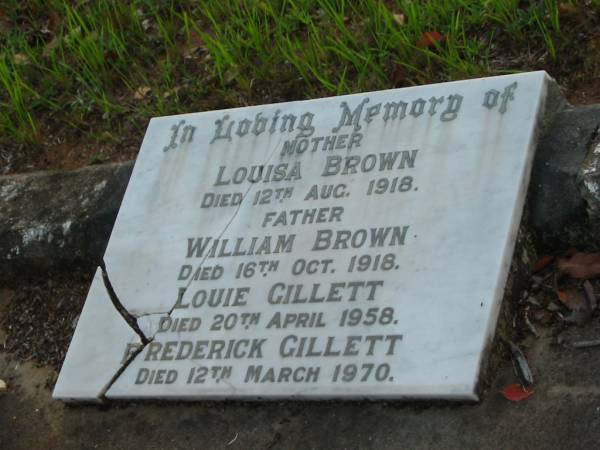 In Loving Memory of
MOTHER
LOUISA BROWN
DIED 12TH AUG. 1918.
FATHER
WILLIAM BROWN
DIED 16TH OCT. 1918.
LOUIE GILLETT
DIED 20TH APRIL 1958.
FREDERICK GILLETT
DIED 12TH MARCH 1970.